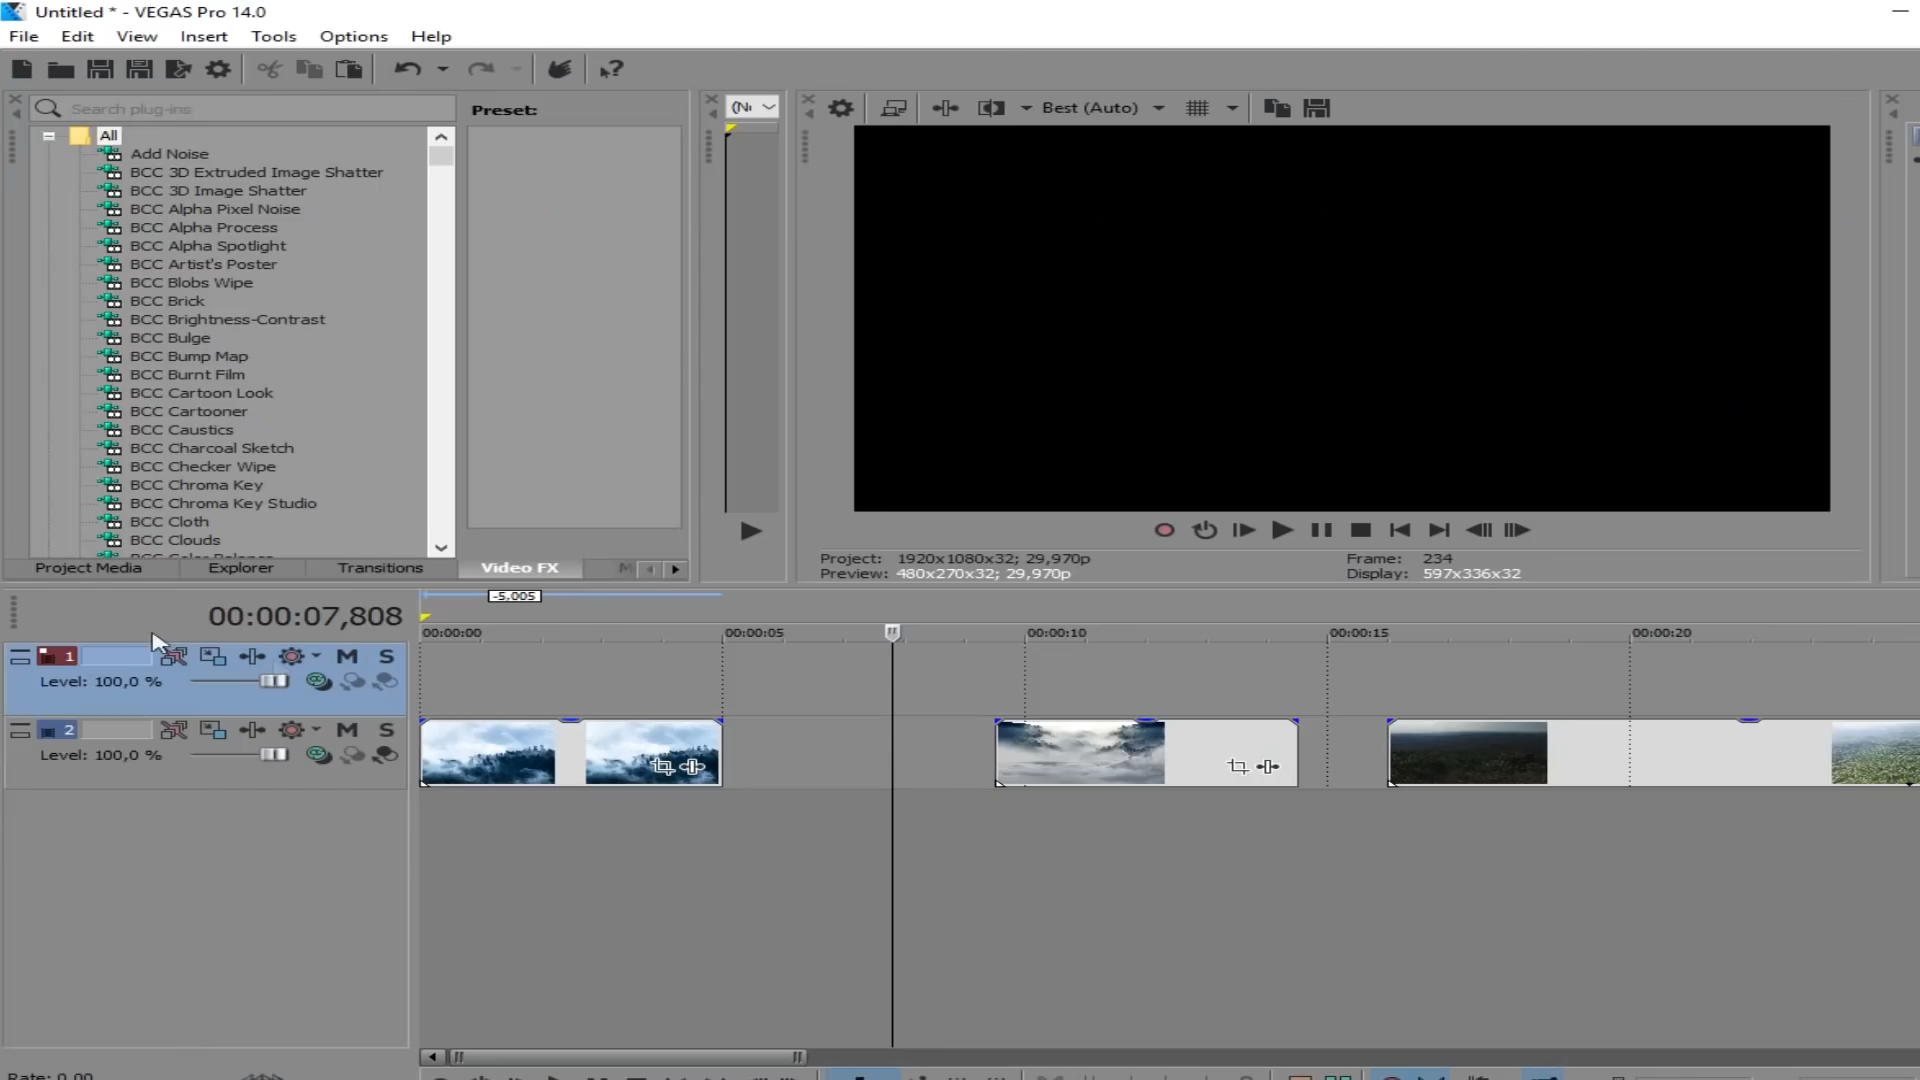 Untitled * - VEGAS Pro 14.0
File Edit View Insert Tools Options Help
Search plug-ins
Preset:
Best (Auto)
All
Add Noise
BCC 3D Extruded Image Shatter
BCC 3D Image Shatter
BCC Alpha Pixel Noise
BCC Alpha Process
BCC Alpha Spotlight
BCC Artist's Poster
BCC Blobs Wipe
BCC Brick
BCC Brightness-Contrast
BCC Bulge
BCC Bump Map
BCC Burnt Film
BCC Cartoon Look
BCC Cartooner
BCC Caustics
BCC Charcoal Sketch
BCC Checker Wipe
BCC Chroma Key
BCC Chroma Key Studio
BCC Cloth
BCC Clouds
Project Media Explorer Transitions Video FX
Project: 1920x1080x32; 29,970p
Frame: 234
Preview: 480x270x32; 29,970p
Display: 597x336x32
-5.005
00:00:07,808
00:00:00 00:00:05 00:00:10 00:00:15 00:00:20
1 M S
Level: 100,0 %
2 M S
Level: 100,0 %
Rate: 0,00